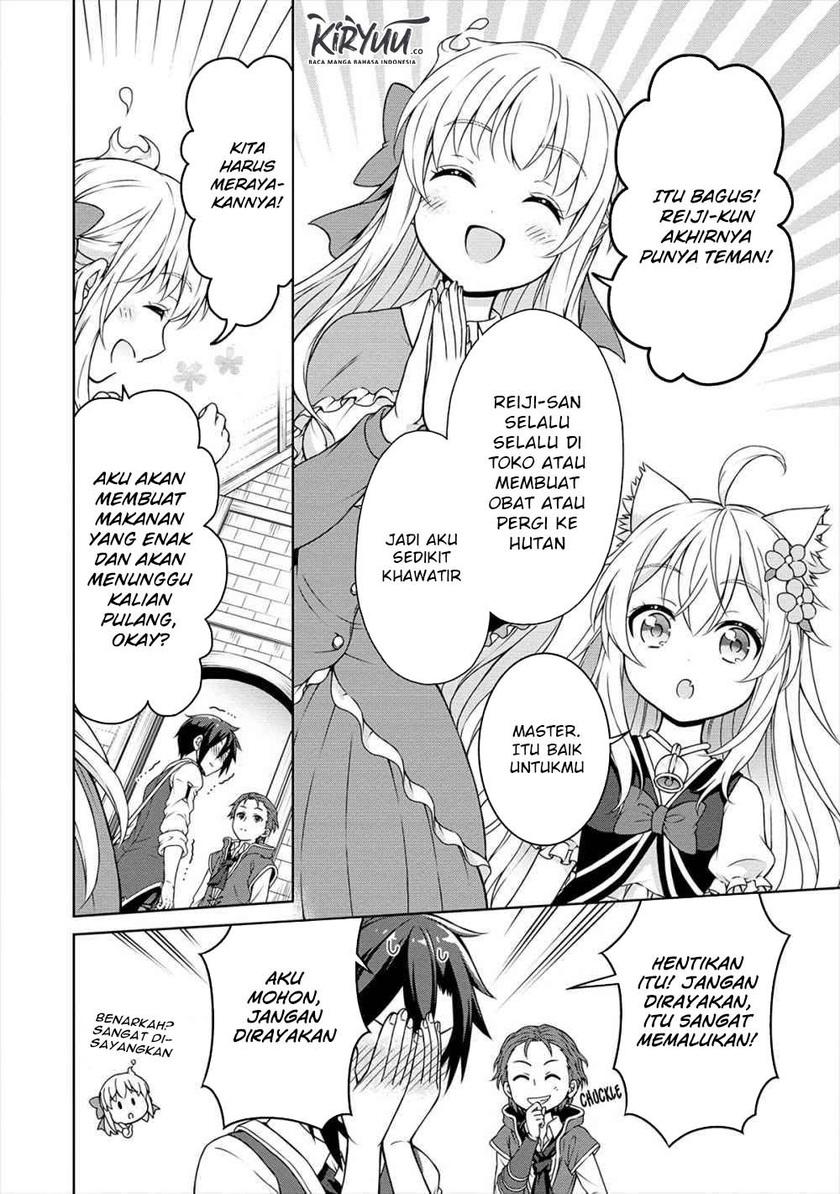 KIRYUU.CO
BACA MANGA BAHASA INDONESIA
ITU BAGUS!
REIJI-KUN
AKHIRNYA
PUNYA TEMAN!
REIJI-SAN
SELALU
SELALU DI
TOKO ATAU
MEMBUAT
OBAT ATAU
PERGI KE
HUTAN
JADI AKU
SEDIKIT
KHAWATIR
MASTER.
ITU BAIK
UNTUKMU
KITA
HARUS
MERAYA-
KANNYA!
AKU AKAN
MEMBUAT
MAKANAN
YANG ENAK
DAN AKAN
MENUNGGU
KALIAN
PULANG,
OKAY?
HENTIKAN
ITU! JANGAN
DIRAYAKAN,
ITU SANGAT
MEMALUKAN!
CHOCKLE
AKU
MOHON,
JANGAN
DIRAYAKAN
BENARKAH?
SANGAT DI-
SAYANGKAN